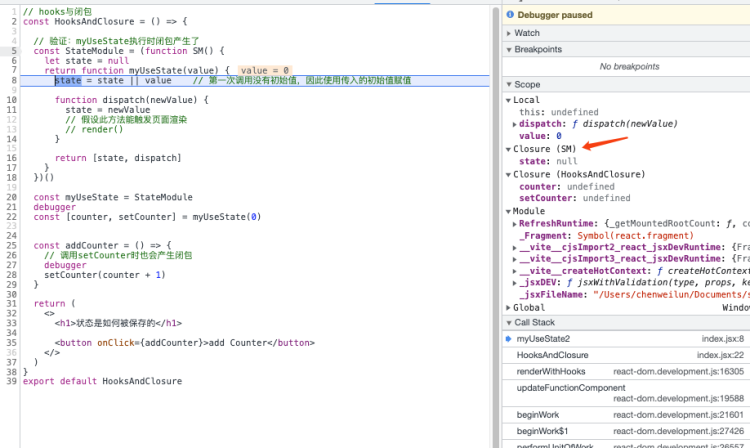 1 // hooks与闭包
2 const HooksAndClosure = () => {
3
4 // 验证：myUseState执行时闭包产生了
5 const StateModule = (function SM() {
6 let state = null
7 return function myUseState(value) { value = 0
8 state = state || value // 第一次调用没有初始值，因此使用传入的初始值赋值
9
10 function dispatch(newValue) {
11 state = newValue
12 // 假设此方法能触发页面渲染
13 // render()
14 }
15
16 return [state, dispatch]
17 }
18 })()
19
20 const myUseState = StateModule
21 debugger
22 const [counter, setCounter] = myUseState(0)
23
24
25 const addCounter = () => {
26 // 调用setCounter时也会产生闭包
27 debugger
28 setCounter(counter + 1)
29 }
30
31 return (
32 <>
33 <h1>状态是如何被保存的</h1>
34
35 <button onClick={addCounter}>add Counter</button>
36 </>
37 )
38 }
39 export default HooksAndClosure
Debugger paused
Watch
Breakpoints
No breakpoints
Scope
Local
this: undefined
dispatch: ƒ dispatch(newValue)
value: 0
Closure (SM)
state: null
Closure (HooksAndClosure)
counter: undefined
setCounter: undefined
Module
RefreshRuntime: {_getMountedRootCount: ƒ, co
_Fragment: Symbol(react.fragment)
__vite__cjsImport2_react_jsxDevRuntime: {Fra
__vite__cjsImport3_react_jsxDevRuntime: {Fra
__vite__createHotContext: ƒ createHotContext
_jsxDEV: ƒ jsxWithValidation(type, props, ke
_jsxFileName: "/Users/chenweilun/Documents/s
Global Window
Call Stack
myUseState2 index.jsx:8
HooksAndClosure index.jsx:22
renderWithHooks react-dom.development.js:16305
updateFunctionComponent
react-dom.development.js:19588
beginWork react-dom.development.js:21601
beginWork$1 react-dom.development.js:27426
performUnitOfWork react-dom.development.js:26557